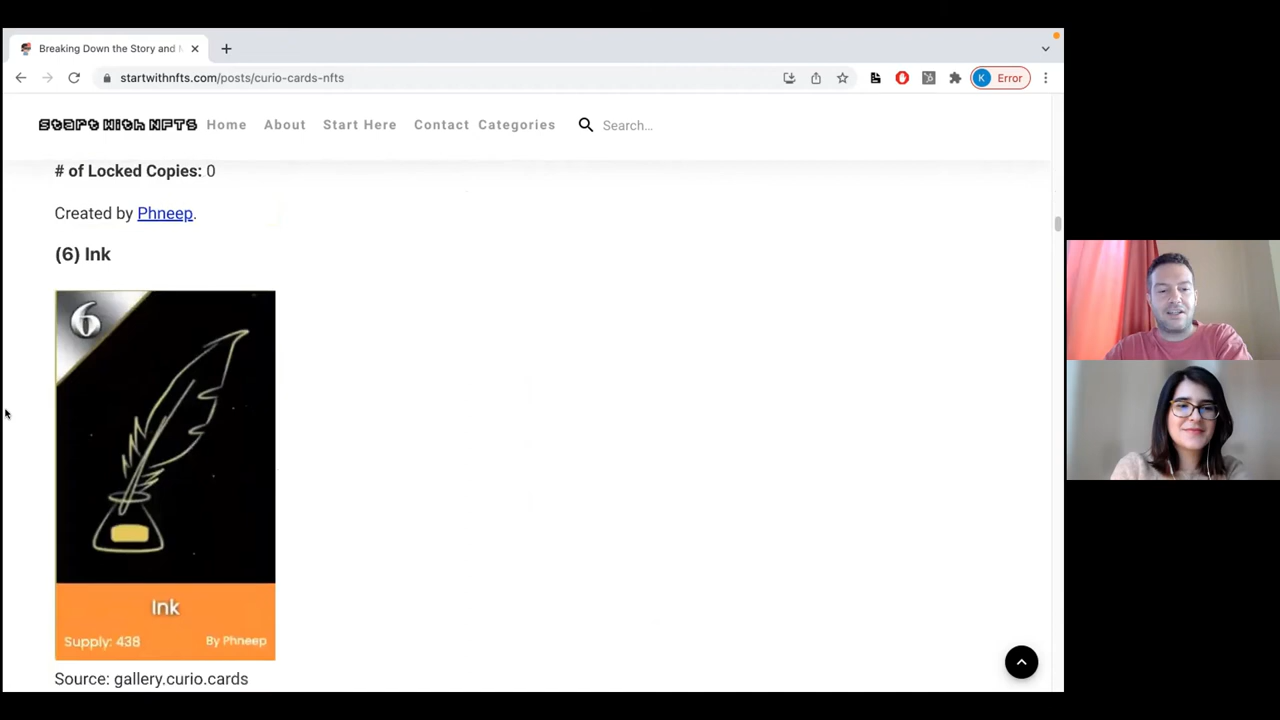 Breaking Down the Story and
startwithnfts.com/posts/curio-cards-nfts
K Error
Start With NFTS Home About Start Here Contact Categories Search...
# of Locked Copies: 0
Created by Phneep.
(6) Ink
6
Ink
Supply: 438 By Phneep
Source: gallery.curio.cards